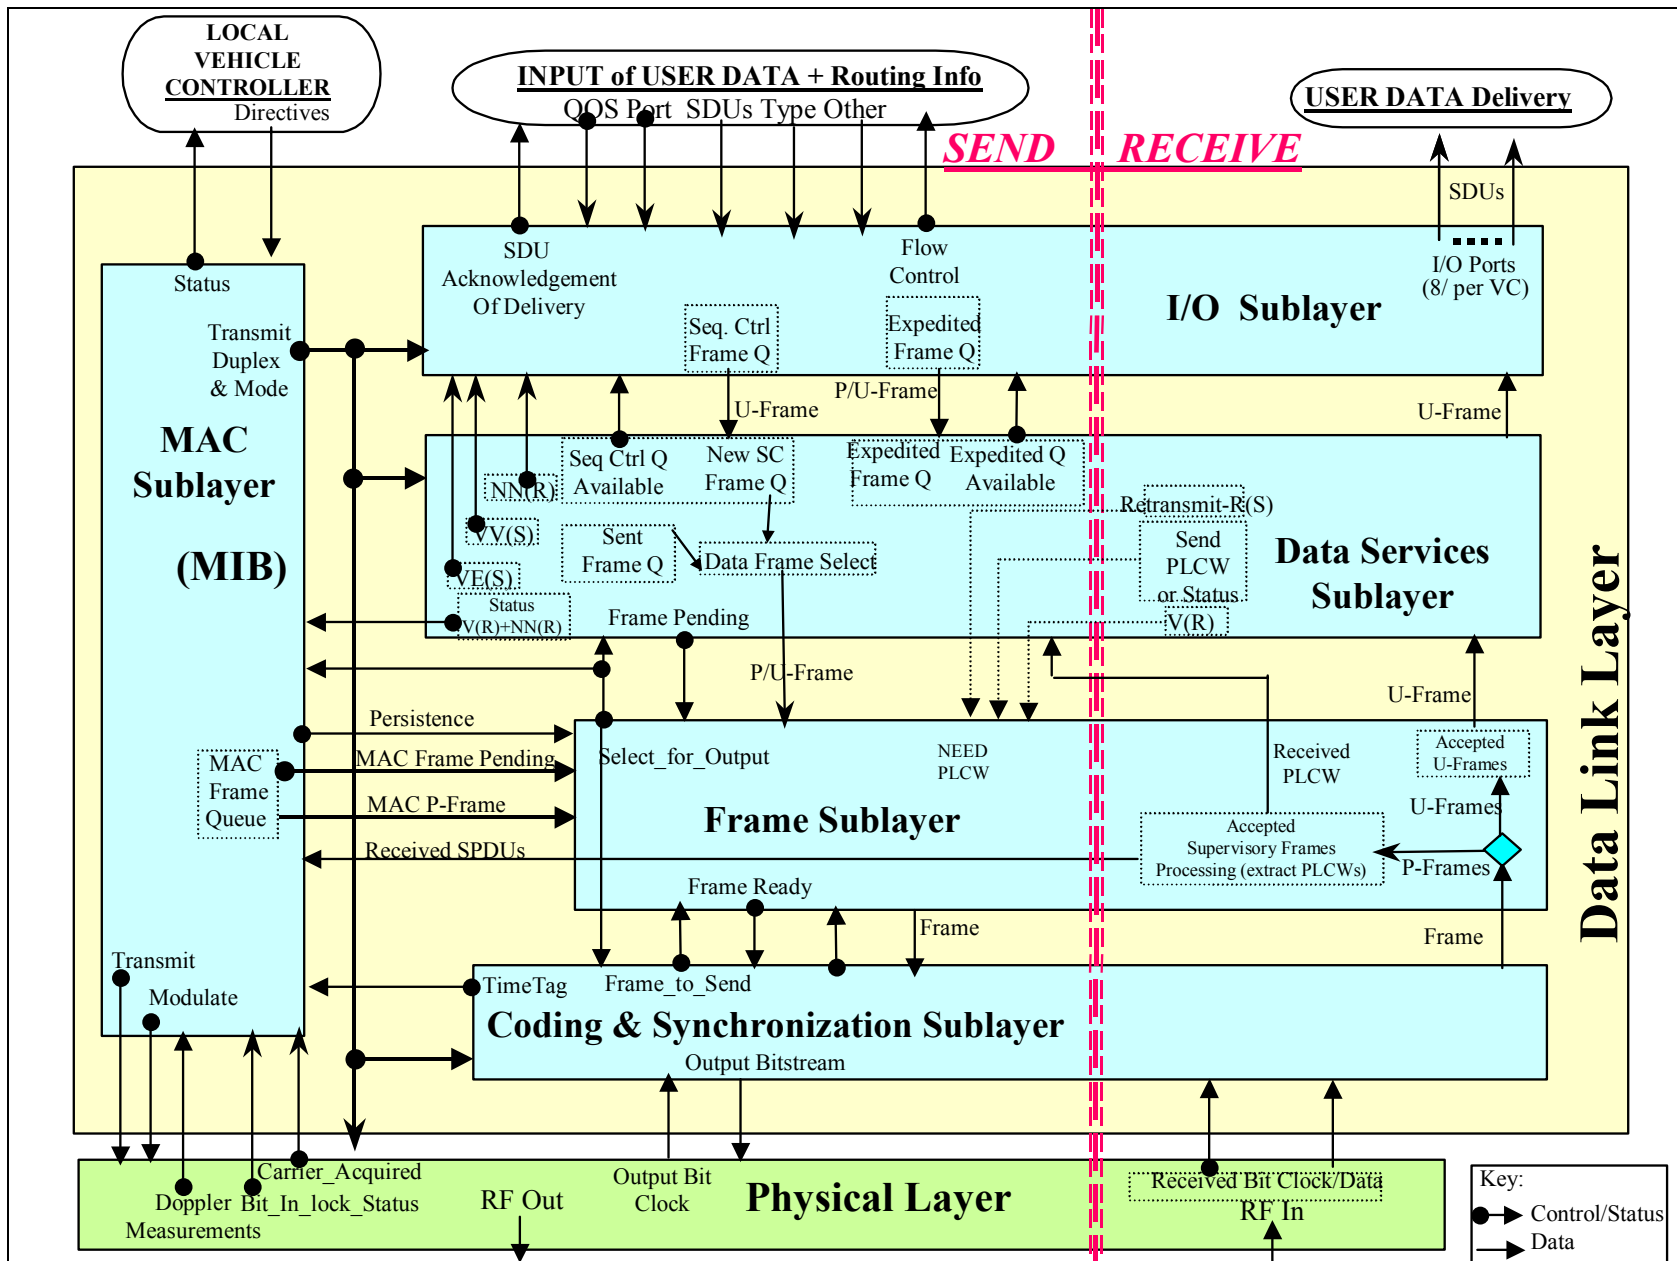 LOCAL
VEHICLE
CONTROLLER
Directives
INPUT of USER DATA + Routing Info
QOS Port SDUs Type Other
USER DATA Delivery
SEND RECEIVE
SDUs
Status
SDU
Acknowledgement
Of Delivery
Flow
Control
I/O Ports
(8/ per VC)
I/O Sublayer
Seq. Ctrl
Frame Q
Expedited
Frame Q
Transmit
Duplex
& Mode
U-Frame
P/U-Frame
U-Frame
MAC
Sublayer
(MIB)
Seq Ctrl Q
Available
New SC
Frame Q
Expedited
Frame Q
Expedited Q
Available
NN(R)
VV(S)
VE(S)
Status
V(R)+NN(R)
Sent
Frame Q
Data Frame Select
Retransmit-R(S)
Send
PLCW
or Status
V(R)
Data Services
Sublayer
Frame Pending
P/U-Frame
U-Frame
Data Link Layer
Persistence
MAC Frame Pending
MAC P-Frame
Received SPDUs
MAC
Frame
Queue
Select_for_Output
NEED
PLCW
Received
PLCW
Accepted
U-Frames
U-Frames
Frame Sublayer
Accepted
Supervisory Frames
Processing (extract PLCWs)
P-Frames
Frame Ready
Frame
Frame
Transmit
Modulate
TimeTag
Frame_to_Send
Coding & Synchronization Sublayer
Output Bitstream
Carrier_Acquired
Doppler
Measurements
Bit_In_lock_Status
RF Out
Output Bit
Clock
Physical Layer
Received Bit Clock/Data
RF In
Key:
Control/Status
Data